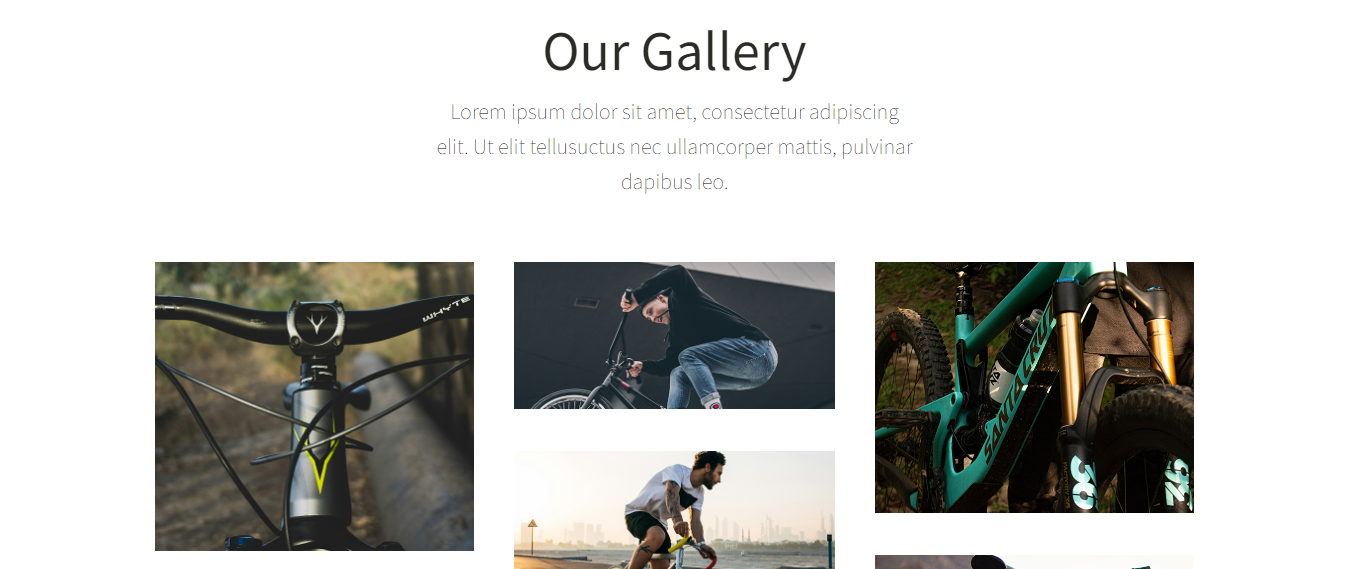 Our Gallery
Lorem ipsum dolor sit amet, consectetur adipiscing
elit. Ut elit tellusuctus nec ullamcorper mattis, pulvinar
dapibus leo.
WHYTE
SANTA CRUZ